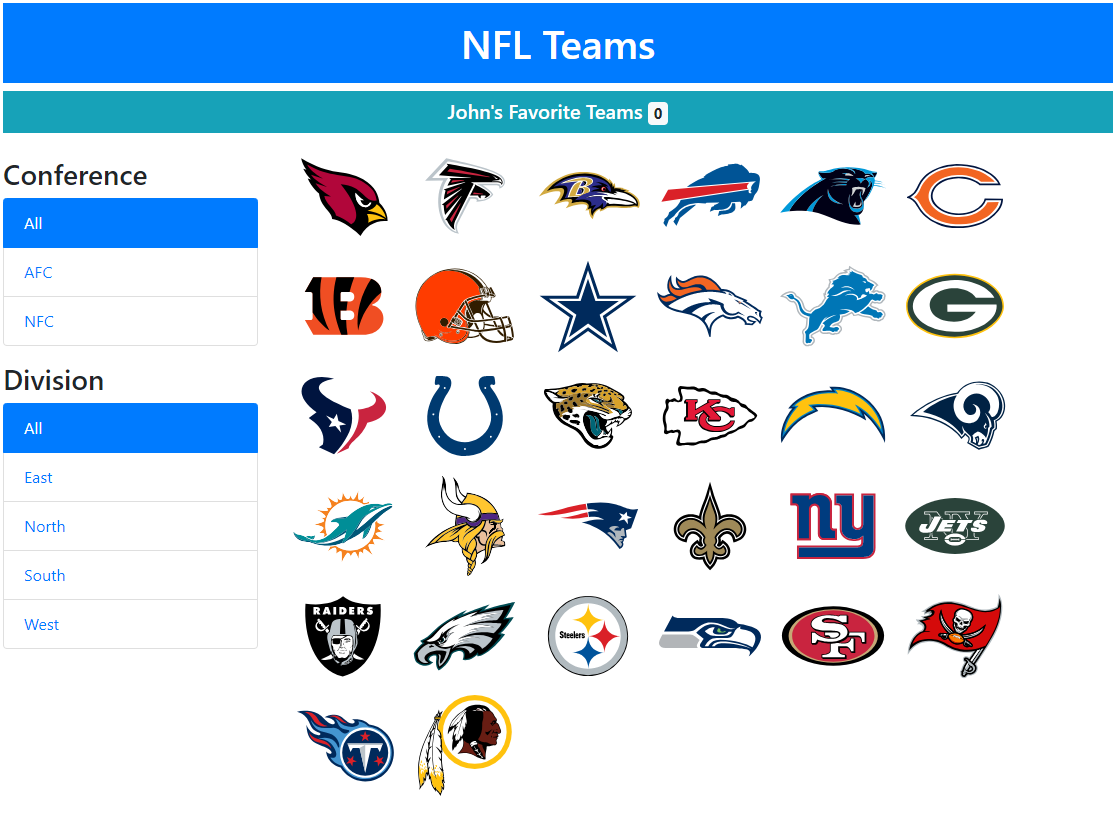 NFL Teams
John's Favorite Teams 0
Conference
All
AFC
NFC
Division
All
East
North
South
West
B
B
G
KC
ny
NY
JETS
RAIDERS
Steelers
SF
T